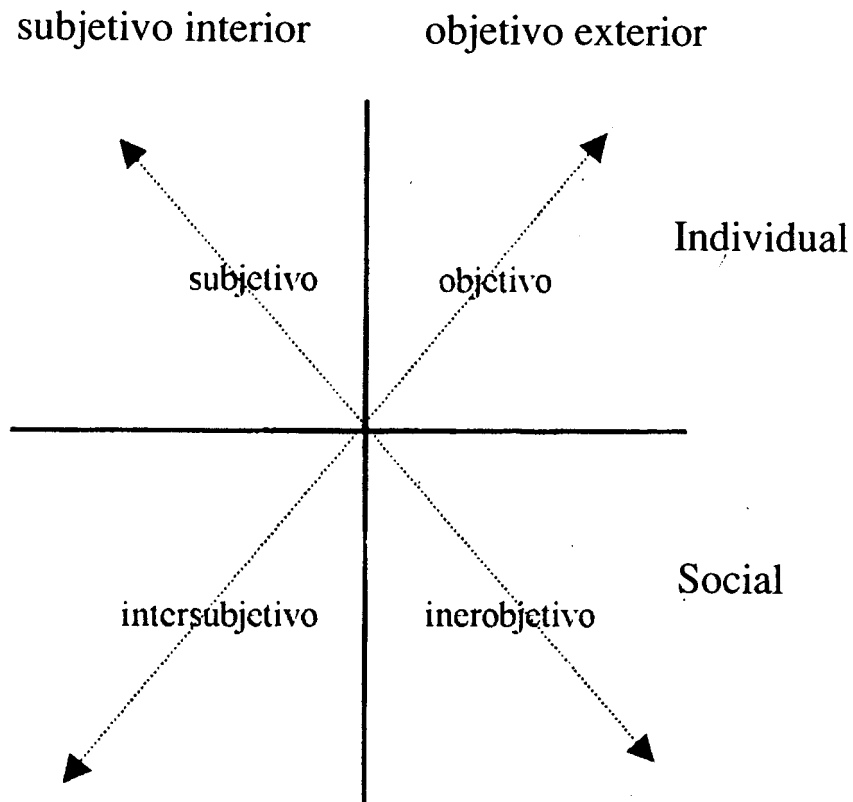 subjetivo interior
objetivo exterior
Individual
subjetivo
objetivo
Social
intersubjetivo
inerobjetivo